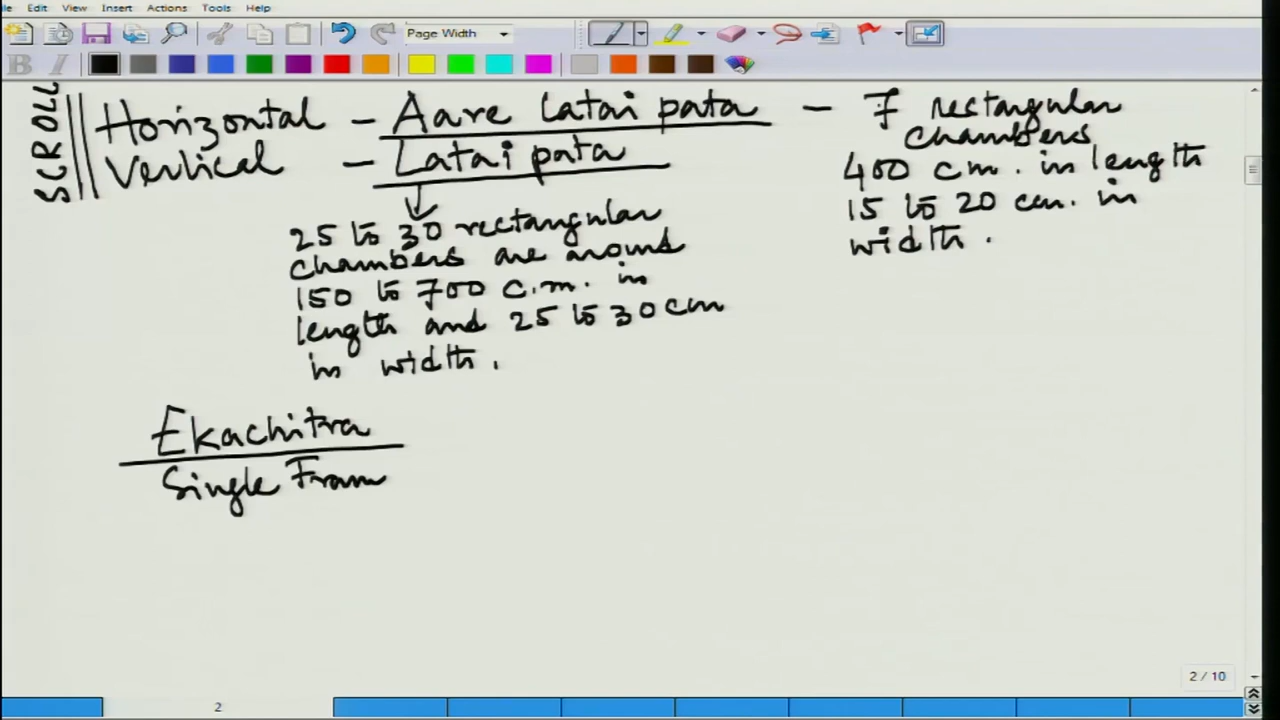 File Edit View Insert Actions Tools Help
Page Width
B I
SCROLL
Horizontal - Aare Latai pata - 7 rectangular
chambers
400 cm. in length
15 to 20 cm. in
width.
Vertical - Latai pata
25 to 30 rectangular
chambers are around
150 to 700 c.m. in
length and 25 to 30 cm
in width.
Ekachitra
Single Fram
2 / 10
2